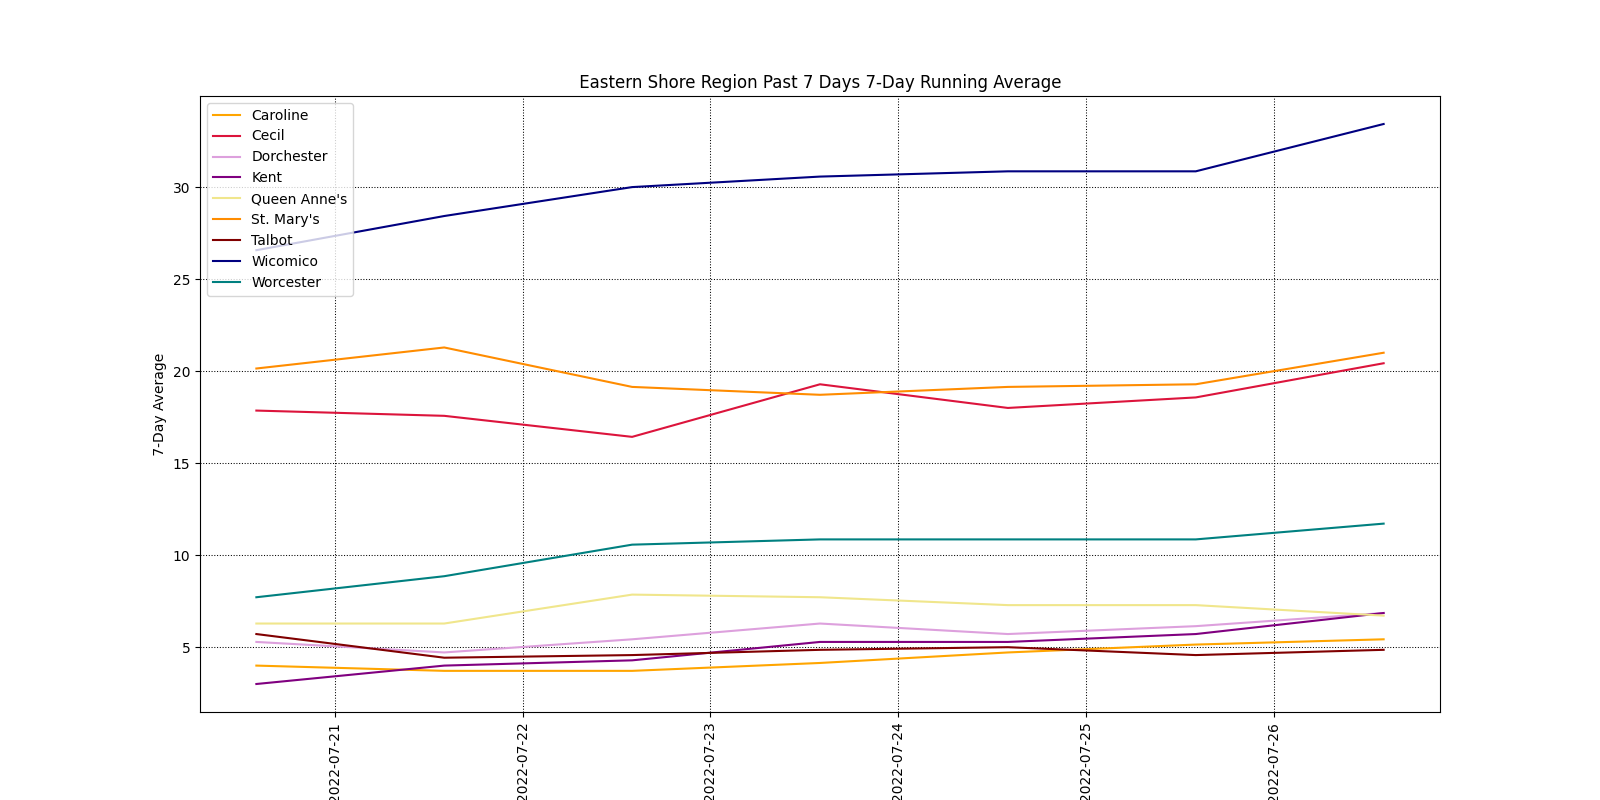 Eastern Shore Region Past 7 Days 7-Day Running Average
Caroline
Cecil
Dorchester
Kent
Queen Anne's
St. Mary's
Talbot
Wicomico
Worcester
7-Day Average
30
25
20
15
10
5
2022-07-21
2022-07-22
2022-07-23
2022-07-24
2022-07-25
2022-07-26